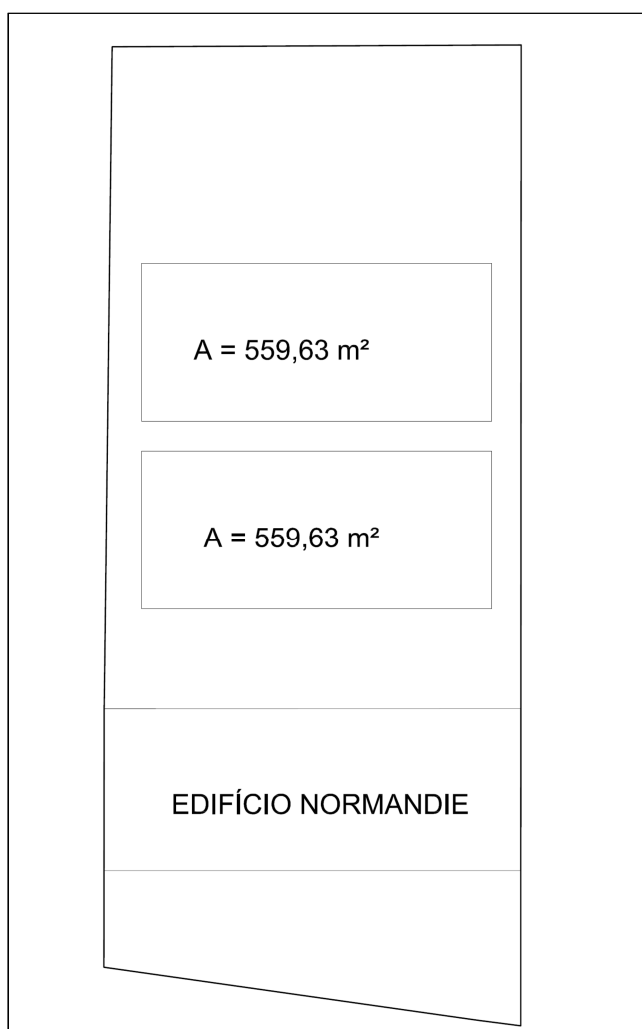 A = 559,63 m²
A = 559,63 m²
EDIFÍCIO NORMANDIE